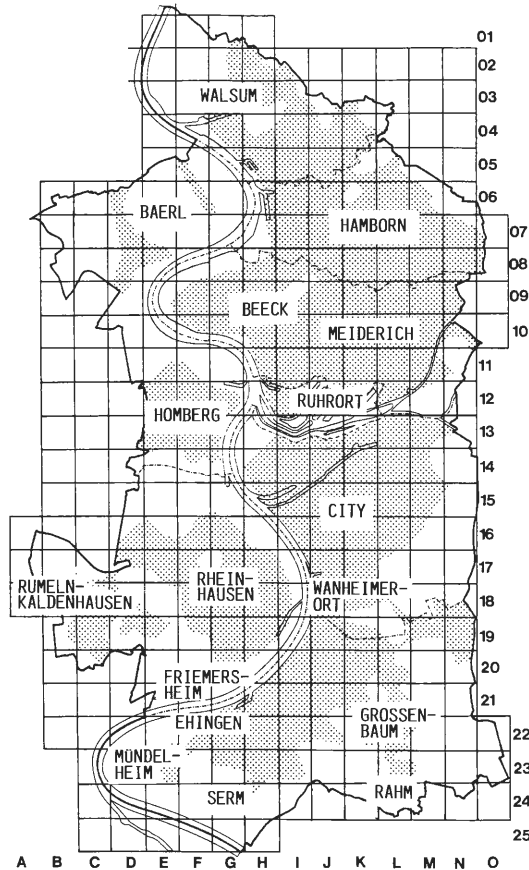 01
02
WALSUM
03
04
05
06
BAERL
HAMBORN
07
08
09
BEECK
MEIDERICH
10
11
RUHRORT
12
HOMBERG
13
14
CITY
15
16
RUMELN-
KALDENHAUSEN
RHEIN-
HAUSEN
WANHEIMER-
ORT
17
18
19
20
FRIEMERS-
HEIM
21
EHINGEN
GROSSEN-
BAUM
22
MÜNDEL-
HEIM
23
SERM
RAHM
24
25
A B C D E F G H I J K L M N O